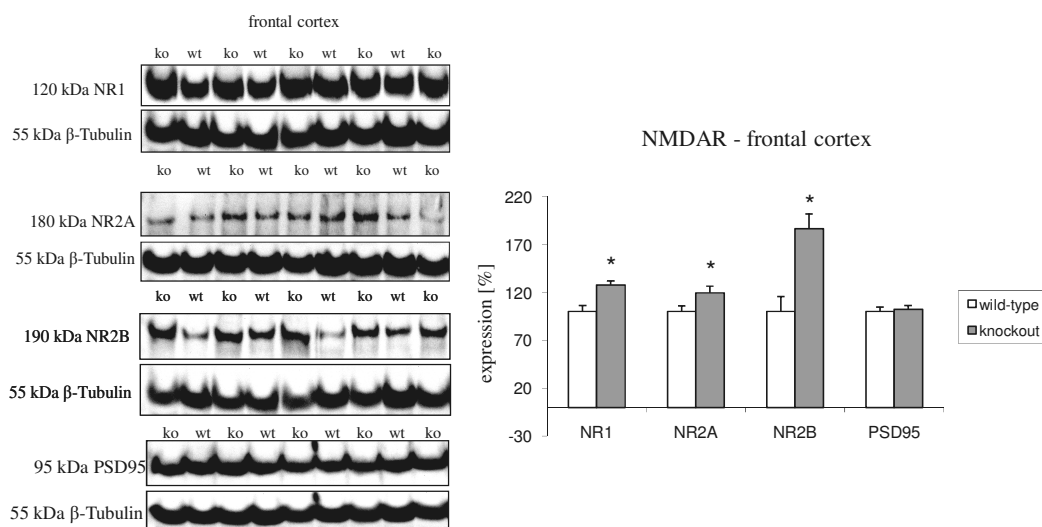 frontal cortex
ko wt ko wt ko wt ko wt ko
120 kDa NR1
55 kDa β-Tubulin
ko wt ko wt ko wt ko wt ko
180 kDa NR2A
55 kDa β-Tubulin
ko wt ko wt ko wt ko wt ko
190 kDa NR2B
55 kDa β-Tubulin
ko wt ko wt ko wt ko wt ko
95 kDa PSD95
55 kDa β-Tubulin
NMDAR - frontal cortex
expression [%]
220
170
120
70
20
-30
* * *
NR1 NR2A NR2B PSD95
wild-type
knockout